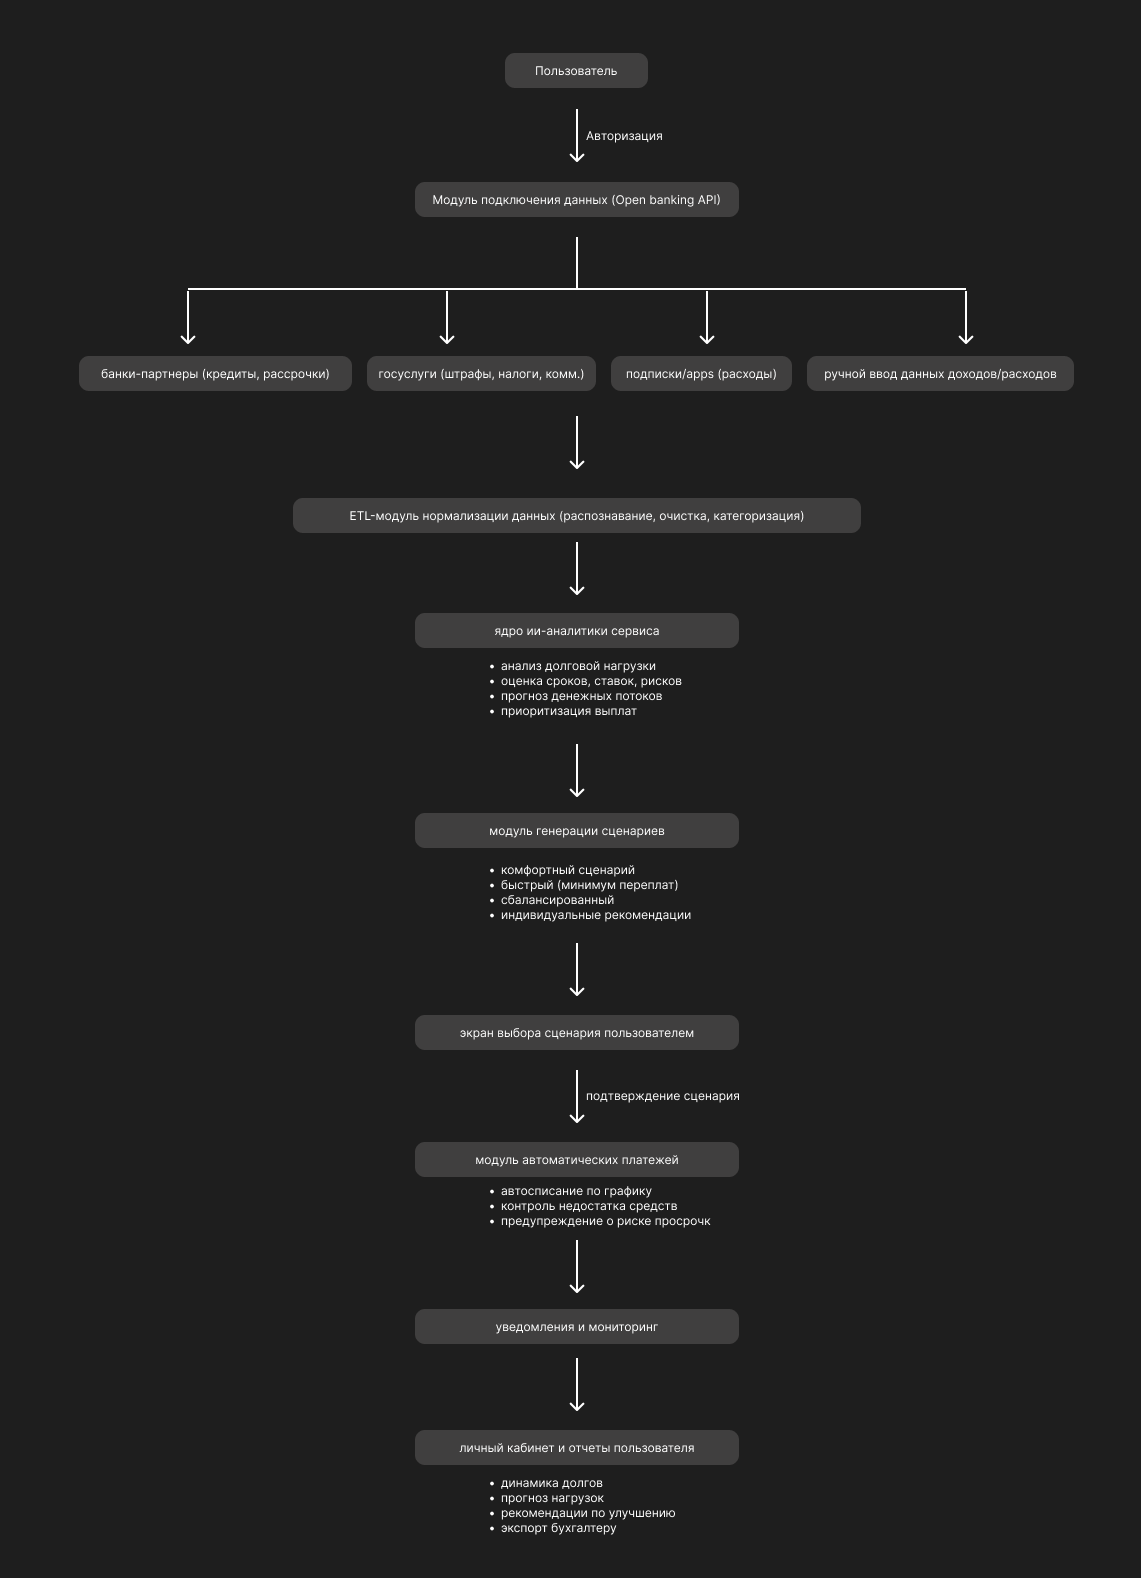 Пользователь
Авторизация
Модуль подключения данных (Open banking API)
банки-партнеры (кредиты, рассрочки)
госуслуги (штрафы, налоги, комм.)
подписки/apps (расходы)
ручной ввод данных доходов/расходов
ETL-модуль нормализации данных (распознавание, очистка, категоризация)
ядро ии-аналитики сервиса
• анализ долговой нагрузки
• оценка сроков, ставок, рисков
• прогноз денежных потоков
• приоритизация выплат
модуль генерации сценариев
• комфортный сценарий
• быстрый (минимум переплат)
• сбалансированный
• индивидуальные рекомендации
экран выбора сценария пользователем
подтверждение сценария
модуль автоматических платежей
• автосписание по графику
• контроль недостатка средств
• предупреждение о риске просрочк
уведомления и мониторинг
личный кабинет и отчеты пользователя
• динамика долгов
• прогноз нагрузок
• рекомендации по улучшению
• экспорт бухгалтеру